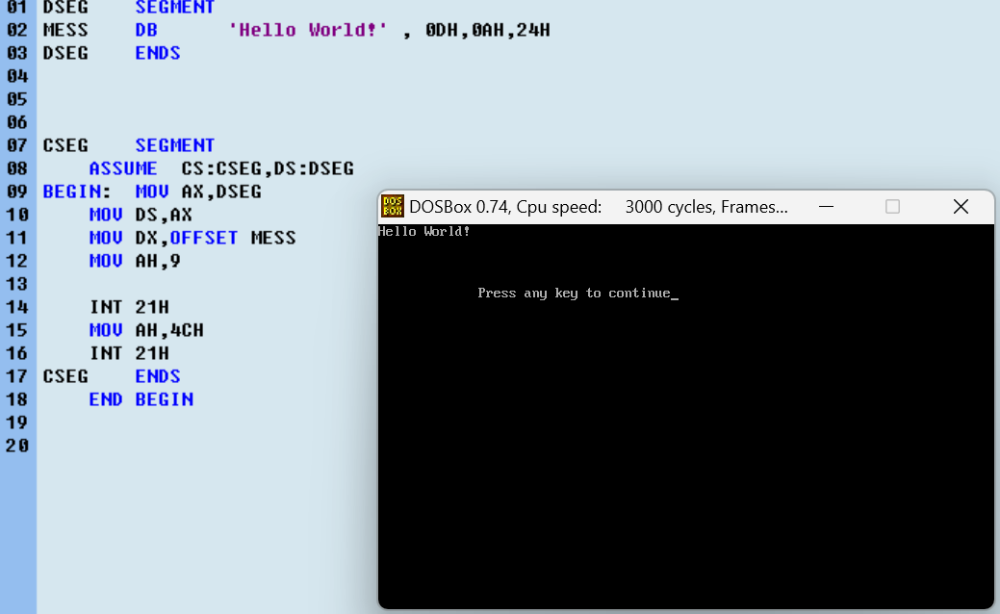 01 DSEG    SEGMENT
02 MESS    DB      'Hello World!' , 0DH,0AH,24H
03 DSEG    ENDS
04
05
06
07 CSEG    SEGMENT
08     ASSUME  CS:CSEG,DS:DSEG
09 BEGIN:  MOV AX,DSEG
10     MOV DS,AX
11     MOV DX,OFFSET MESS
12     MOV AH,9
13
14     INT 21H
15     MOV AH,4CH
16     INT 21H
17 CSEG    ENDS
18     END BEGIN
19
20
DOS BOX
DOSBox 0.74, Cpu speed:    3000 cycles, Frames...
Hello World!
Press any key to continue_